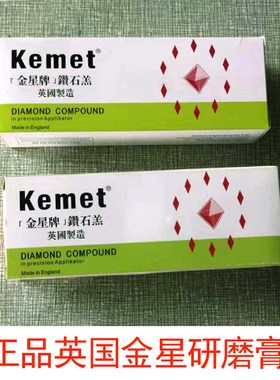 Kemet®
「金星牌」鑽石羔
英國製造
DIAMOND COMPOUND
in precision Applikator
Made in England
Kemet®
「金星牌」鑽石羔
英國製造
DIAMOND COMPOUND
in precision Applikator
Made in England
正品英国金星研磨膏